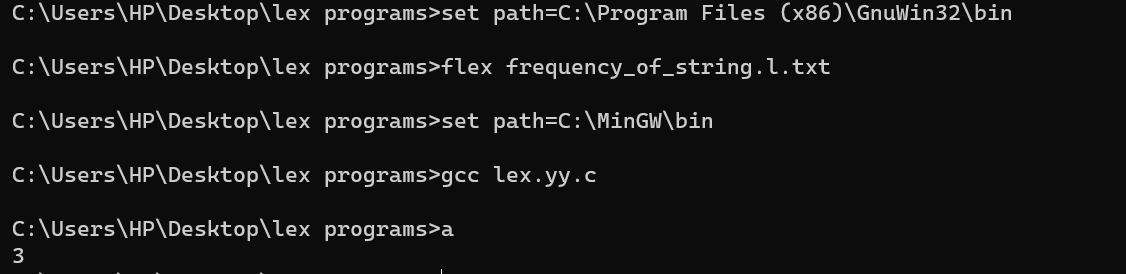 C:\Users\HP\Desktop\lex programs>set path=C:\Program Files (x86)\GnuWin32\bin
C:\Users\HP\Desktop\lex programs>flex frequency_of_string.l.txt
C:\Users\HP\Desktop\lex programs>set path=C:\MinGW\bin
C:\Users\HP\Desktop\lex programs>gcc lex.yy.c
C:\Users\HP\Desktop\lex programs>a
3